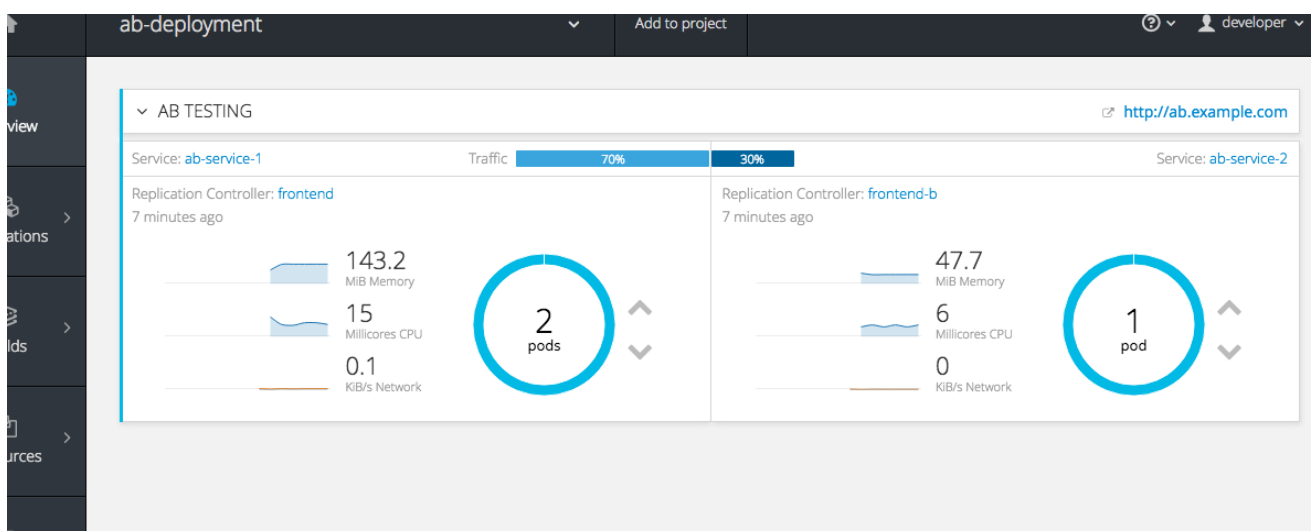 ab-deployment Add to project developer
view
AB TESTING http://ab.example.com
Service: ab-service-1 Traffic 70% 30% Service: ab-service-2
Replication Controller: frontend
7 minutes ago
143.2
MiB Memory
15
Millicores CPU
0.1
KiB/s Network
2
pods
Replication Controller: frontend-b
7 minutes ago
47.7
MiB Memory
6
Millicores CPU
0
KiB/s Network
1
pod
ations
lds
urces